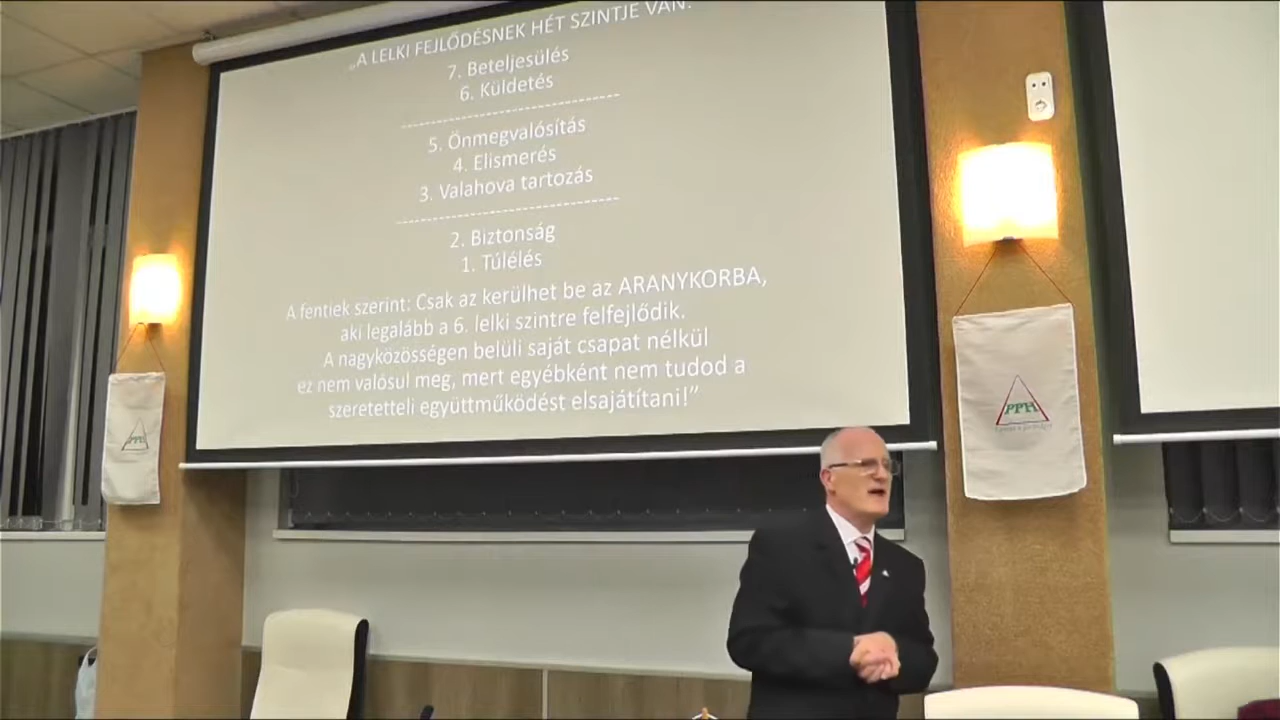 „A LELKI FEJLŐDÉSNEK HÉT SZINTJE VAN:
7. Beteljesülés
6. Küldetés
5. Önmegvalósítás
4. Elismerés
3. Valahova tartozás
2. Biztonság
1. Túlélés
A fentiek szerint: Csak az kerülhet be az ARANYKORBA,
aki legalább a 6. lelki szintre felfejlődik.
A nagyközösségen belüli saját csapat nélkül
ez nem valósul meg, mert egyébként nem tudod a
szeretetteli együttműködést elsajátítani!”
PPH
PPH